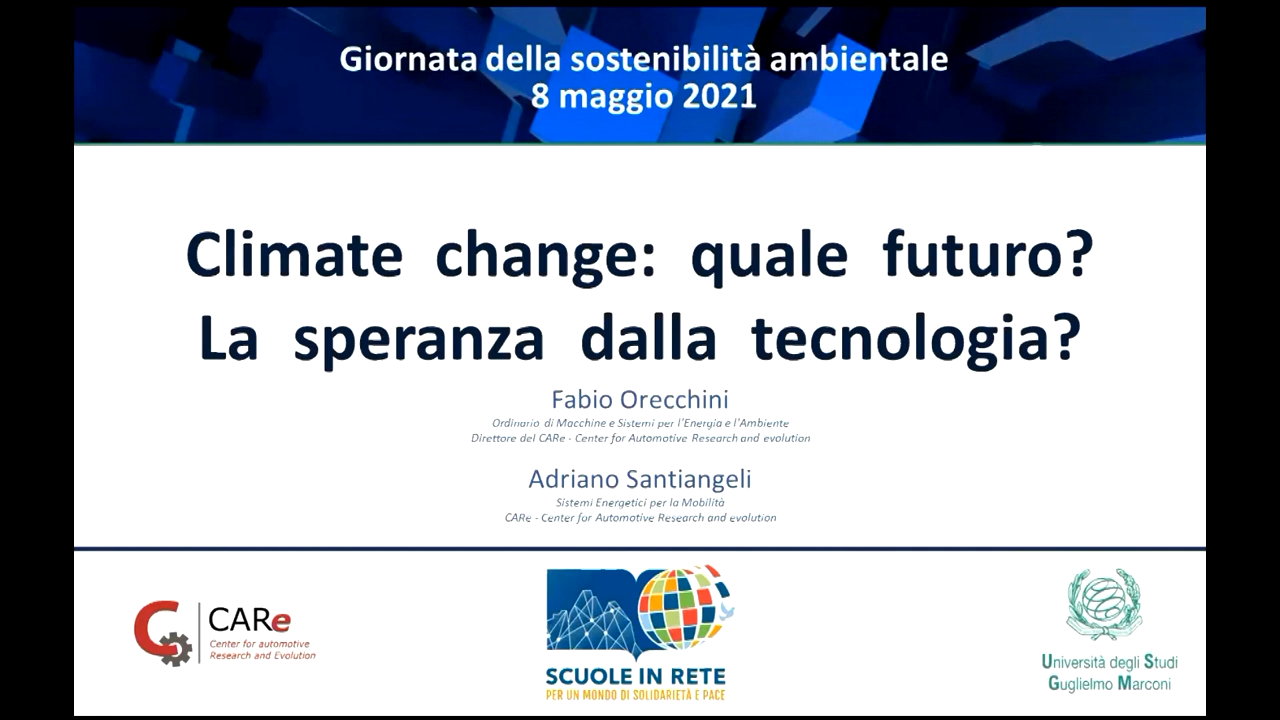 Giornata della sostenibilità ambientale
8 maggio 2021
Climate change: quale futuro?
La speranza dalla tecnologia?
Fabio Orecchini
Ordinario di Macchine e Sistemi per l'Energia e l'Ambiente
Direttore del CARe - Center for Automotive Research and evolution
Adriano Santiangeli
Sistemi Energetici per la Mobilità
CARe - Center for Automotive Research and evolution
CARe
Center for automotive
Research and Evolution
SCUOLE IN RETE
PER UN MONDO DI SOLIDARIETÀ E PACE
Università degli Studi
Guglielmo Marconi